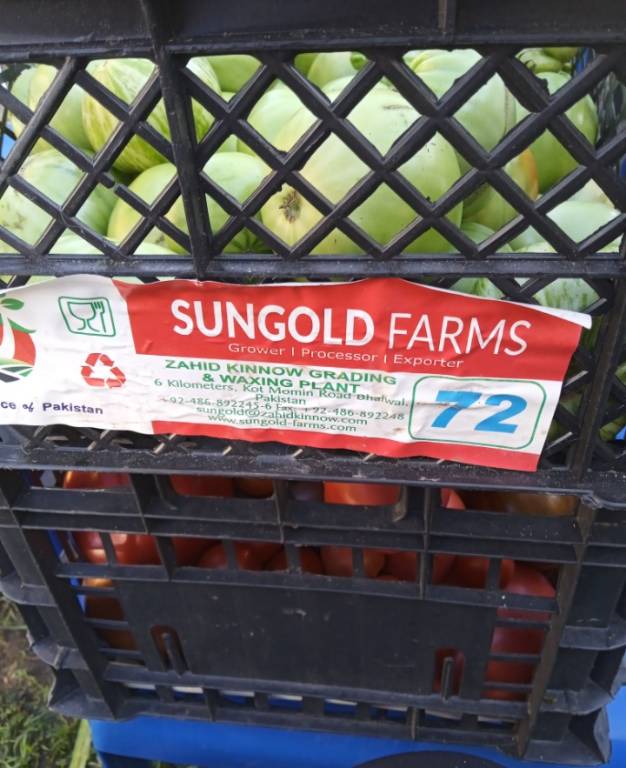 SUNGOLD FARMS
Grower | Processor | Exporter
ZAHID KINNOW GRADING
& WAXING PLANT
6 Kilometers, Kot Momin Road Bhalwal,
Pakistan
+92-486-892245-6 Fax: +92-486-892248
sungold@zahidkinnow.com
www.sungold-farms.com
72
ce of Pakistan